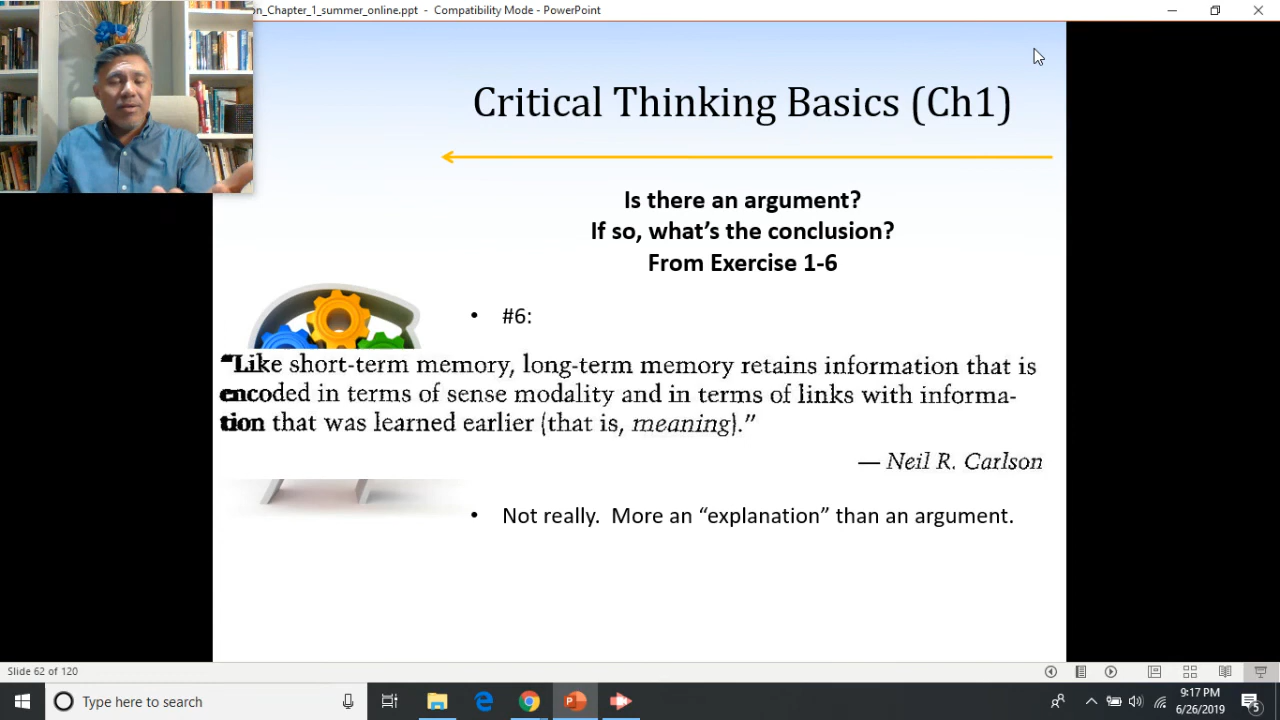 on_Chapter_1_summer_online.ppt - Compatibility Mode - PowerPoint
Critical Thinking Basics (Ch1)
Is there an argument?
If so, what's the conclusion?
From Exercise 1-6
• #6:
"Like short-term memory, long-term memory retains information that is
encoded in terms of sense modality and in terms of links with informa-
tion that was learned earlier (that is, meaning)."
— Neil R. Carlson
• Not really. More an “explanation” than an argument.
Slide 62 of 120
Type here to search
9:17 PM
6/26/2019
5